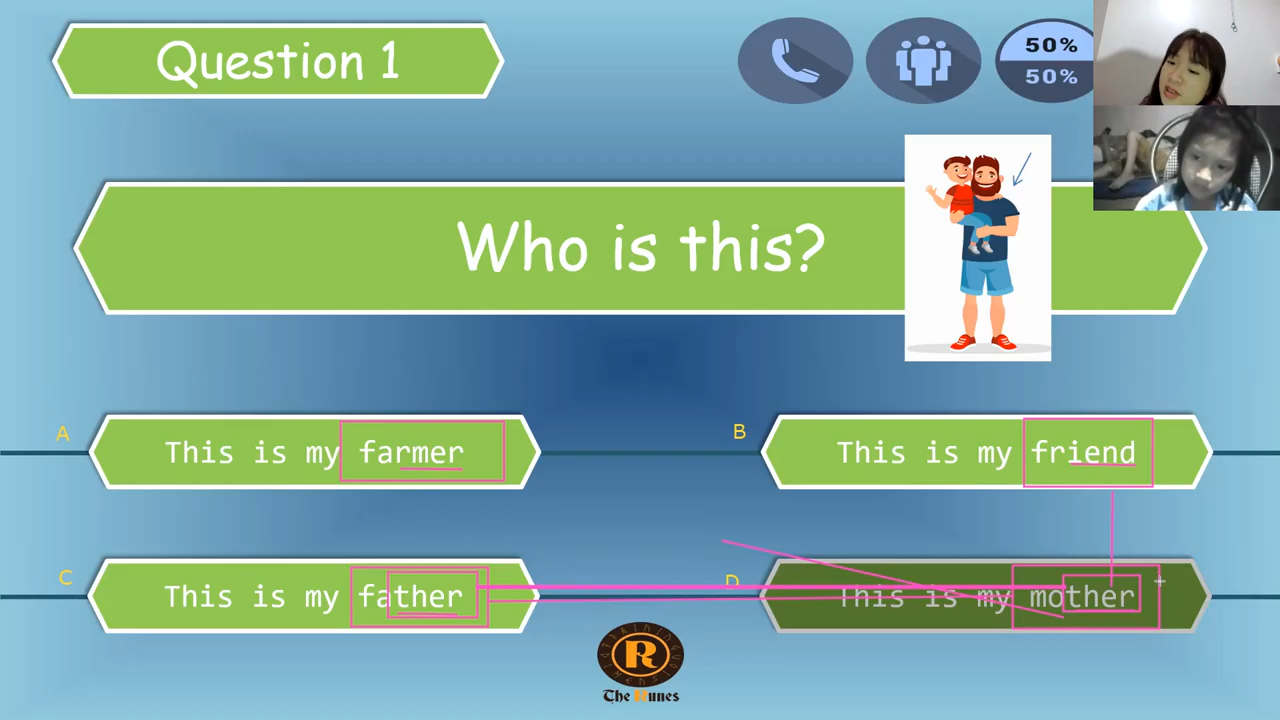 Question 1
50%
50%
Who is this?
A
This is my farmer
B
This is my friend
C
This is my father
D
This is my mother
R
The Runes